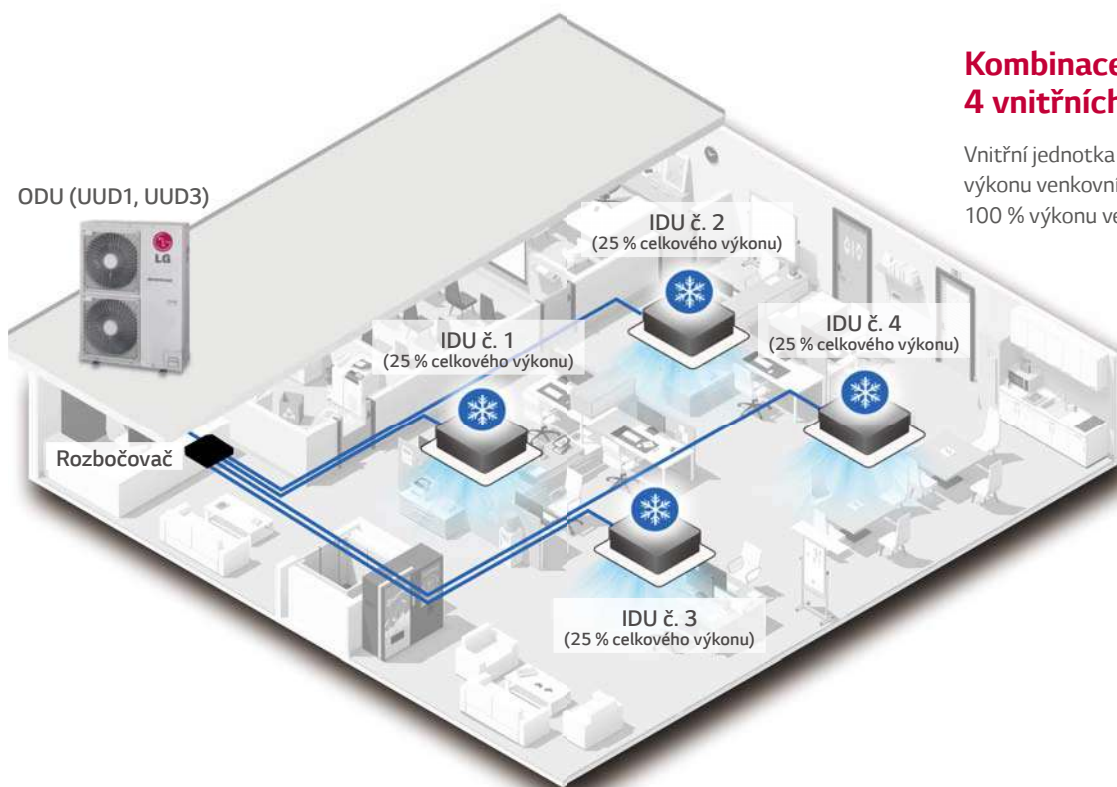 Kombinace
4 vnitřních
Vnitřní jednotka
výkonu venkovní
100 % výkonu
ODU (UUD1, UUD3)
LG
IDU č. 2
(25 % celkového výkonu)
IDU č. 1
(25 % celkového výkonu)
IDU č. 4
(25 % celkového výkonu)
Rozbočovač
IDU č. 3
(25 % celkového výkonu)